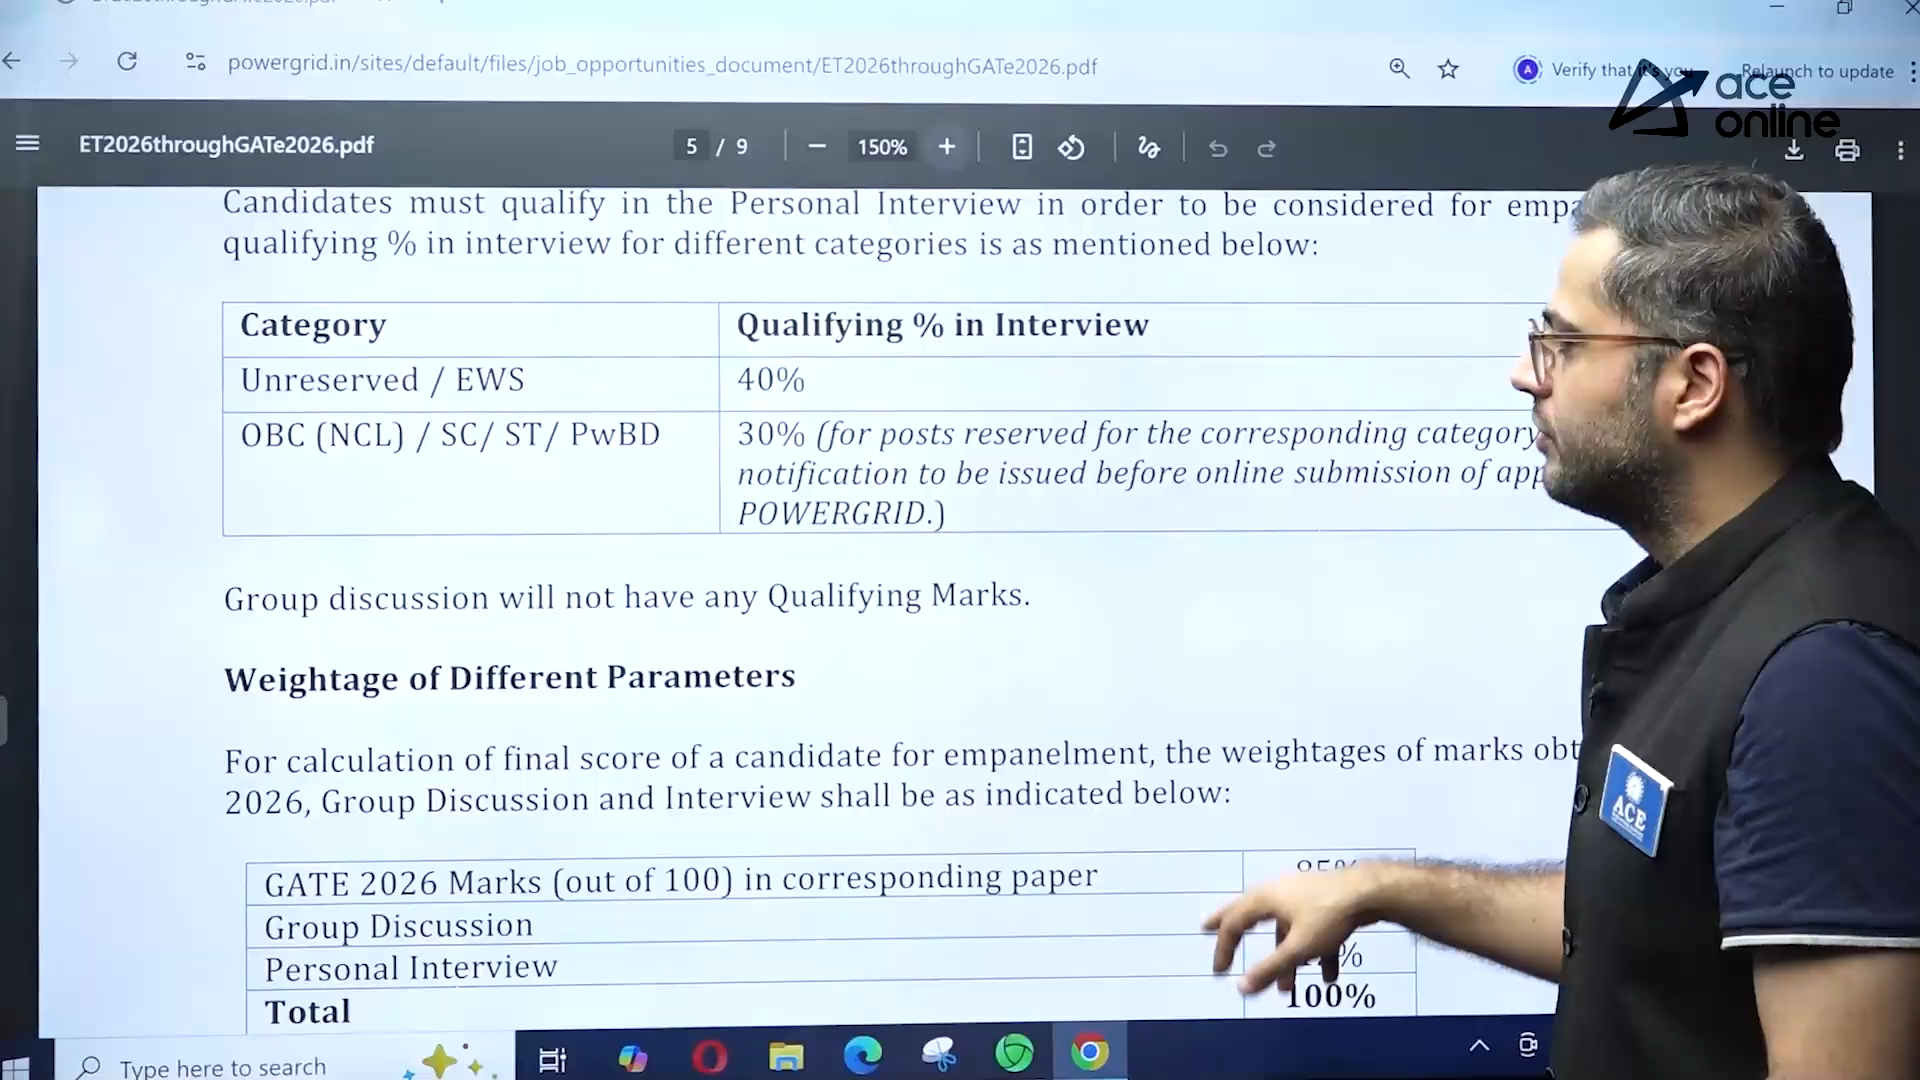 powergrid.in/sites/default/files/job_opportunities_document/ET2026throughGATe2026.pdf
A
Verify that it's you
Relaunch to update
ace
online
ET2026throughGATe2026.pdf
5 / 9
150%
Candidates must qualify in the Personal Interview in order to be considered for
qualifying % in interview for different categories is as mentioned below:
Category
Qualifying % in Interview
Unreserved / EWS
40%
OBC (NCL) / SC/ ST/ PwBD
30% (for posts reserved for the corresponding category
notification to be issued before online submission of
POWERGRID.)
Group discussion will not have any Qualifying Marks.
Weightage of Different Parameters
For calculation of final score of a candidate for empanelment, the weightages of marks
2026, Group Discussion and Interview shall be as indicated below:
GATE 2026 Marks (out of 100) in corresponding paper
85%
Group Discussion
Personal Interview
Total
100%
ACE
Type here to search